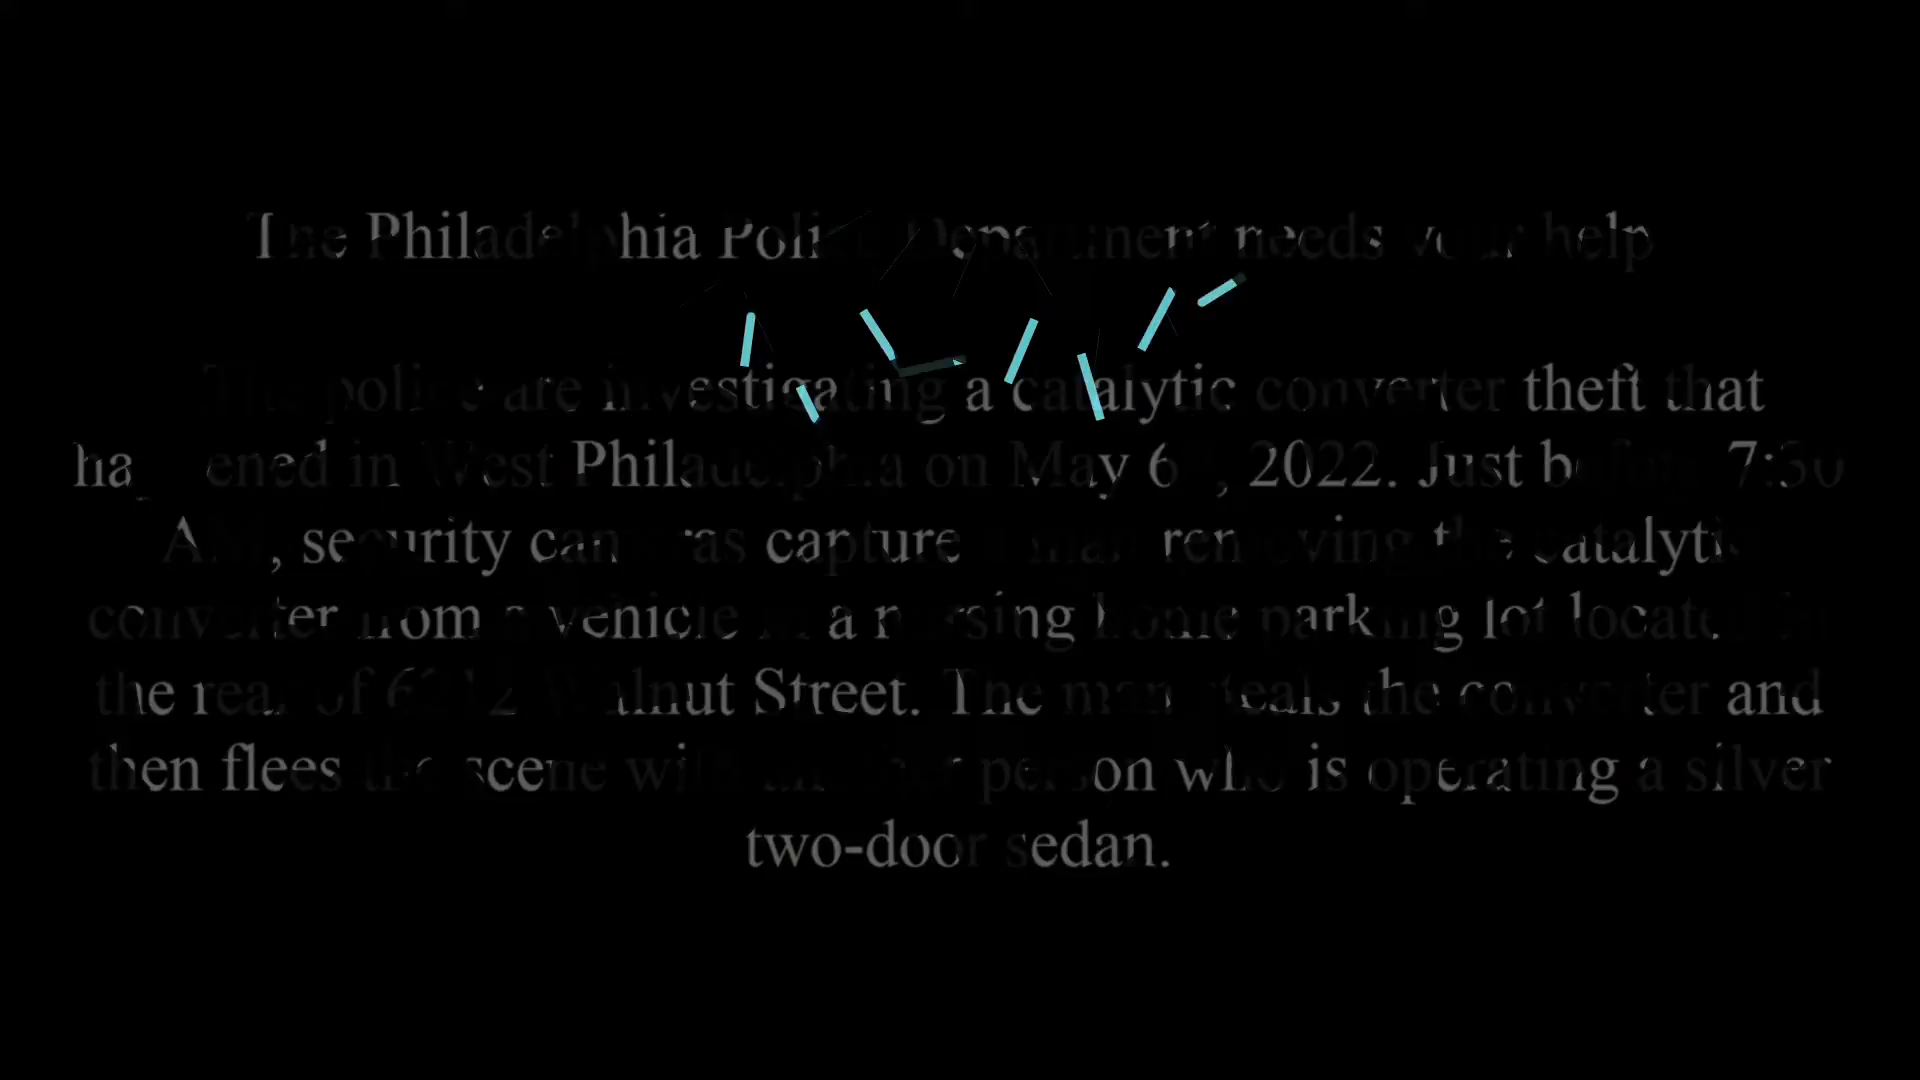 The Philadelphia Police Department needs your help
The police are investigating a catalytic converter theft that
happened in West Philadelphia on May 6, 2022. Just before 7:30
AM, security cameras capture a man removing the catalytic
converter from a vehicle in a nursing home parking lot located in
the rear of 6212 Walnut Street. The man steals the converter and
then flees the scene with another person who is operating a silver
two-door sedan.